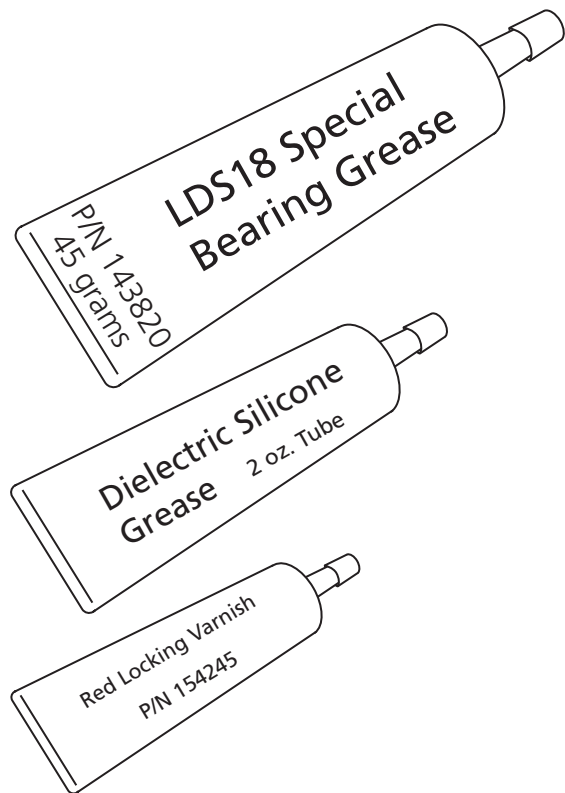 LDS18 Special
Bearing Grease
P/N 143820
45 grams
Dielectric Silicone
Grease
2 oz. Tube
Red Locking Varnish
P/N 154245